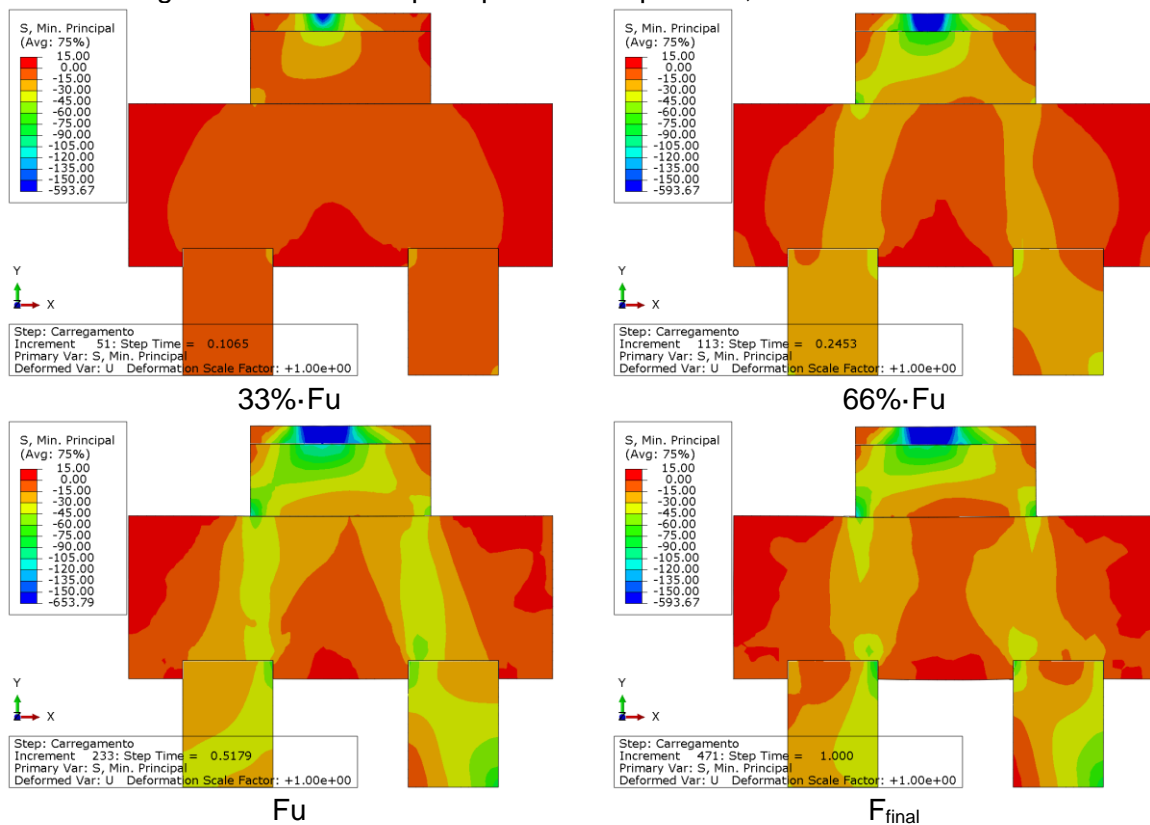 S, Min. Principal
(Avg: 75%)
15.00
0.00
-15.00
-30.00
-45.00
-60.00
-75.00
-90.00
-105.00
-120.00
-135.00
-150.00
-593.67
Y
Z
X
Step: Carregamento
Increment 51: Step Time = 0.1065
Primary Var: S, Min. Principal
Deformed Var: U Deformation Scale Factor: +1.00e+00
33%·Fu
S, Min. Principal
(Avg: 75%)
15.00
0.00
-15.00
-30.00
-45.00
-60.00
-75.00
-90.00
-105.00
-120.00
-135.00
-150.00
-593.67
Y
Z
X
Step: Carregamento
Increment 113: Step Time = 0.2453
Primary Var: S, Min. Principal
Deformed Var: U Deformation Scale Factor: +1.00e+00
66%·Fu
S, Min. Principal
(Avg: 75%)
15.00
0.00
-15.00
-30.00
-45.00
-60.00
-75.00
-90.00
-105.00
-120.00
-135.00
-150.00
-653.79
Y
Z
X
Step: Carregamento
Increment 233: Step Time = 0.5179
Primary Var: S, Min. Principal
Deformed Var: U Deformation Scale Factor: +1.00e+00
Fu
S, Min. Principal
(Avg: 75%)
15.00
0.00
-15.00
-30.00
-45.00
-60.00
-75.00
-90.00
-105.00
-120.00
-135.00
-150.00
-593.67
Y
Z
X
Step: Carregamento
Increment 471: Step Time = 1.000
Primary Var: S, Min. Principal
Deformed Var: U Deformation Scale Factor: +1.00e+00
Ffinal